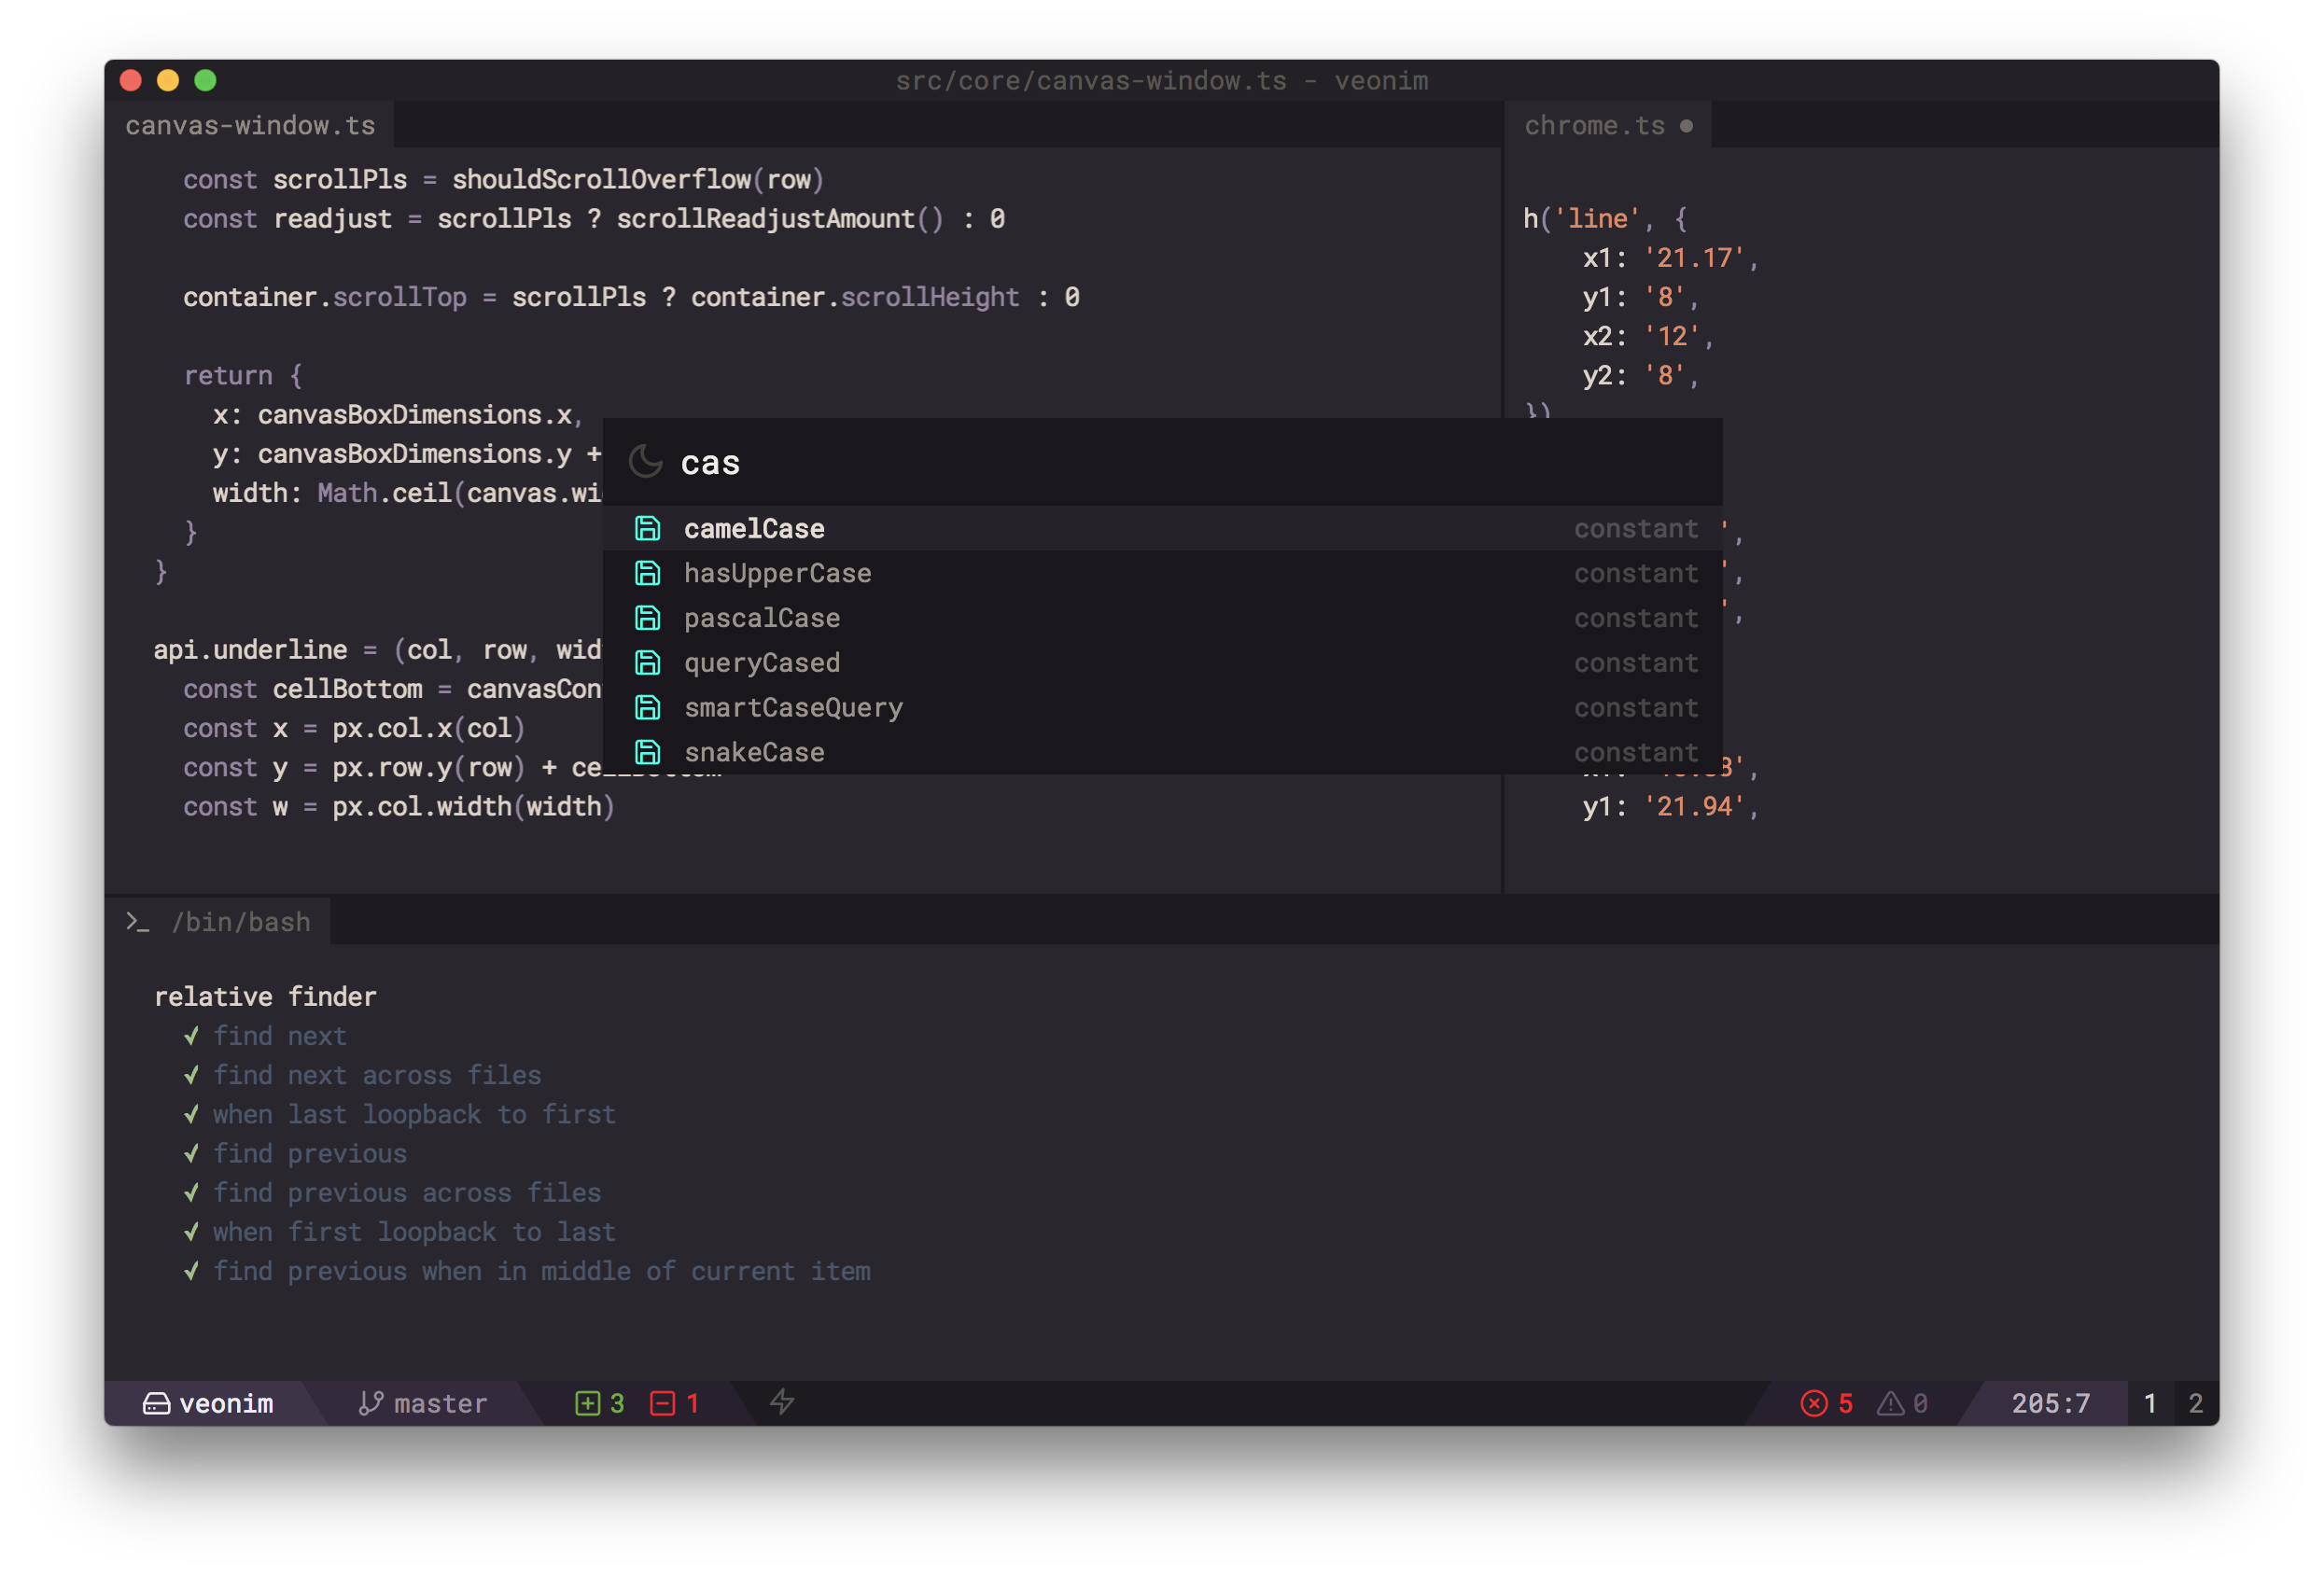 src/core/canvas-window.ts - veonim
canvas-window.ts
const scrollPls = shouldScrollOverflow(row)
const readjust = scrollPls ? scrollReadjustAmount() : 0
container.scrollTop = scrollPls ? container.scrollHeight : 0
return {
x: canvasBoxDimensions.x,
y: canvasBoxDimensions.y +
width: Math.ceil(canvas.wi
}
}
api.underline = (col, row, wid
const cellBottom = canvasCon
const x = px.col.x(col)
const y = px.row.y(row) + cellBottom
const w = px.col.width(width)
chrome.ts
h('line', {
x1: '21.17',
y1: '8',
x2: '12',
y2: '8',
})
',
',
',
8',
y1: '21.94',
cas
camelCase constant
hasUpperCase constant
pascalCase constant
queryCased constant
smartCaseQuery constant
snakeCase constant
>_ /bin/bash
relative finder
✓ find next
✓ find next across files
✓ when last loopback to first
✓ find previous
✓ find previous across files
✓ when first loopback to last
✓ find previous when in middle of current item
veonim master 3 1 5 0 205:7 1 2